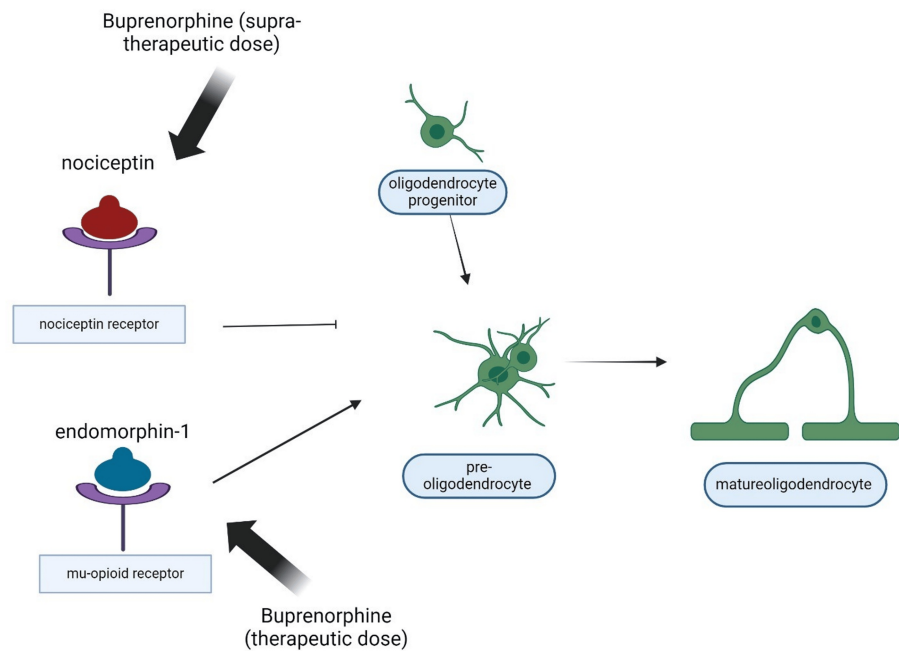 Buprenorphine (supra-
therapeutic dose)
nociceptin
oligodendrocyte
progenitor
nociceptin receptor
endomorphin-1
pre-
oligodendrocyte
matureoligodendrocyte
mu-opioid receptor
Buprenorphine
(therapeutic dose)